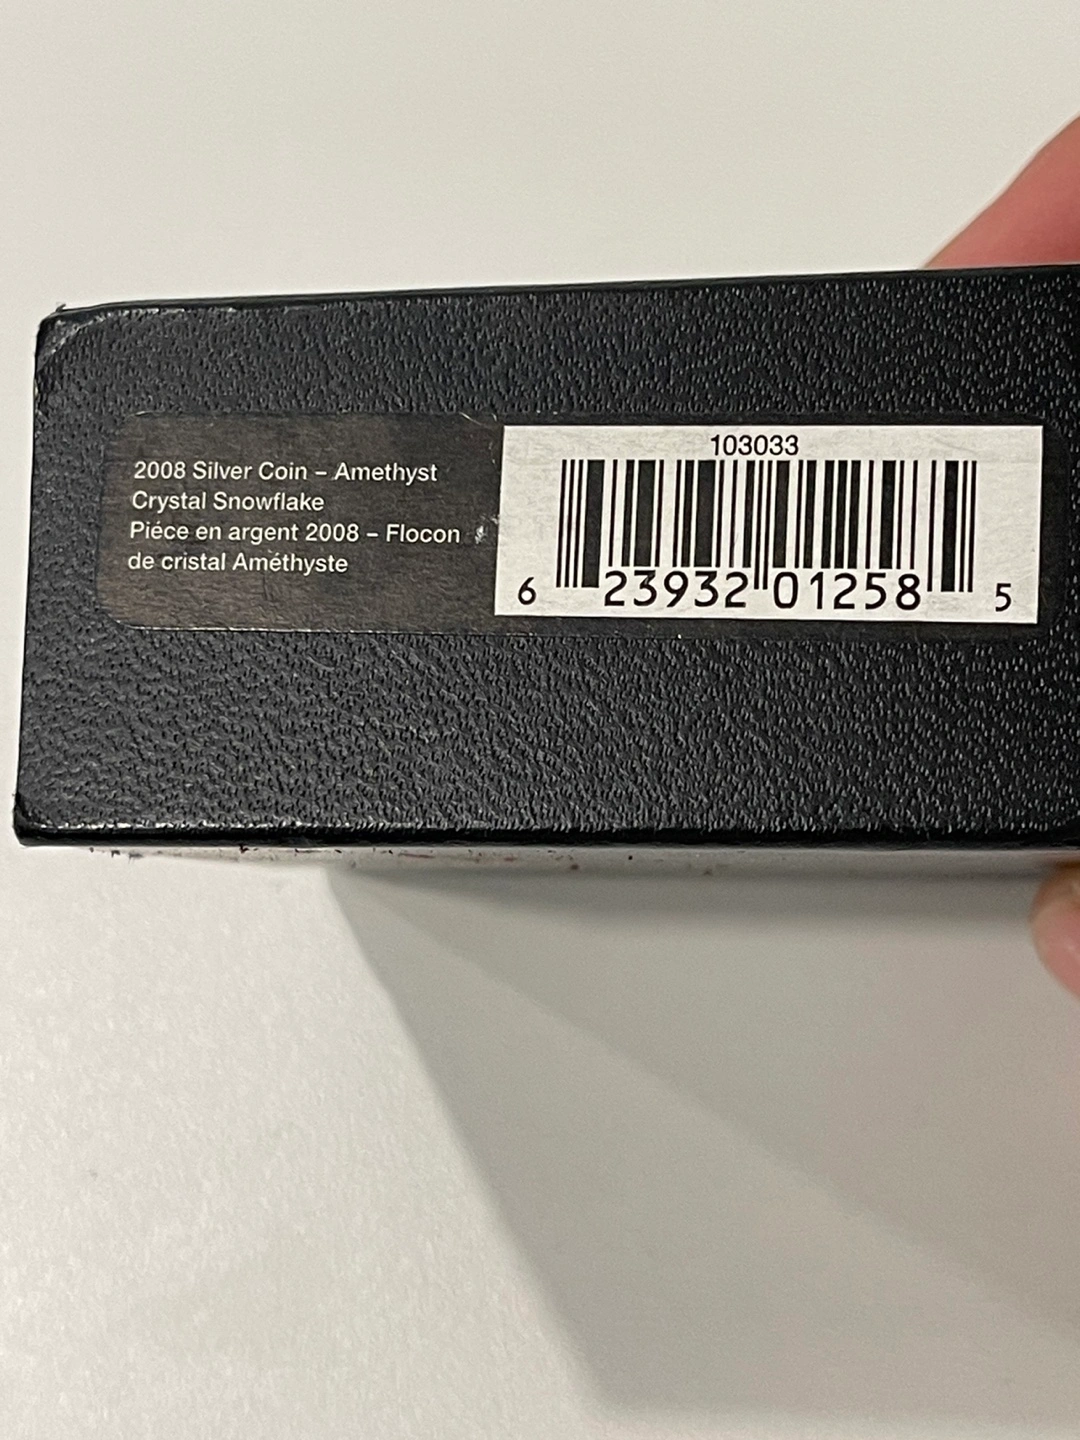 2008 Silver Coin – Amethyst
Crystal Snowflake
Piéce en argent 2008 – Flocon
de cristal Améthyste
103033
6 23932 01258 5